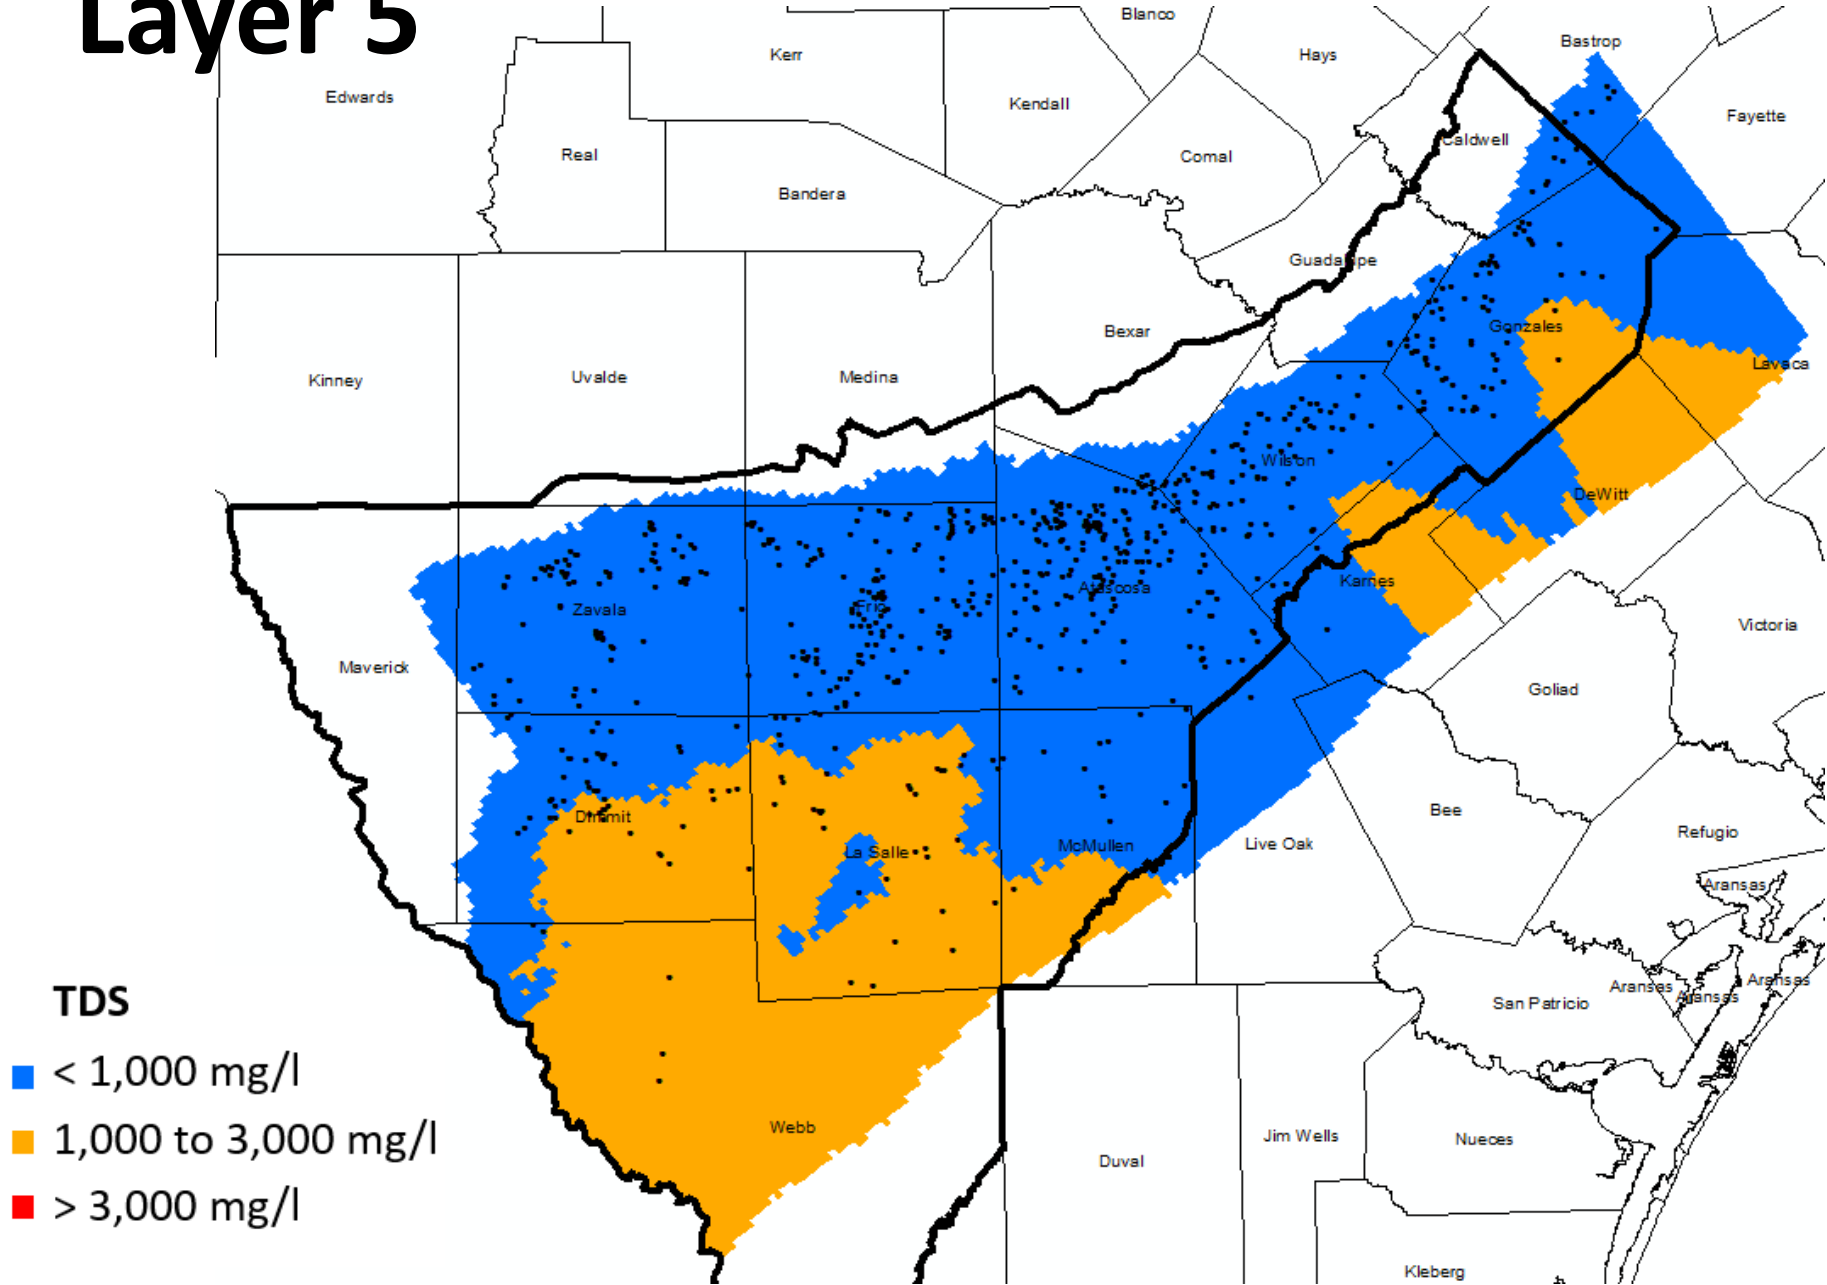 Layer 5
Blanco
Bastrop
Kerr
Hays
Edwards
Kendall
Fayette
Real
Caldwell
Comal
Bandera
Guadalupe
Gonzales
Bexar
Lavaca
Kinney
Uvalde
Medina
Wilson
DeWitt
Karnes
Atascosa
Zavala
Frio
Victoria
Maverick
Goliad
Bee
Dimmit
Refugio
La Salle
McMullen
Live Oak
Aransas
Aransas
Aransas
Aransas
San Patricio
TDS
< 1,000 mg/l
1,000 to 3,000 mg/l
> 3,000 mg/l
Webb
Jim Wells
Nueces
Duval
Kleberg